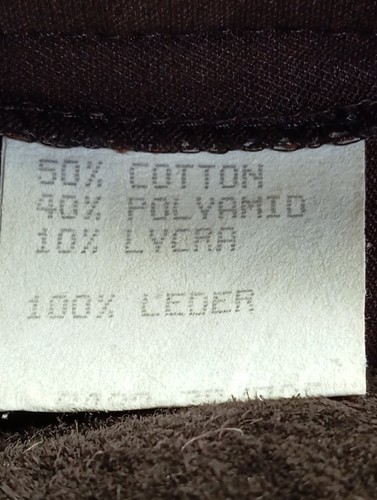 50% COTTON
40% POLYAMID
10% LYCRA
100% LEDER